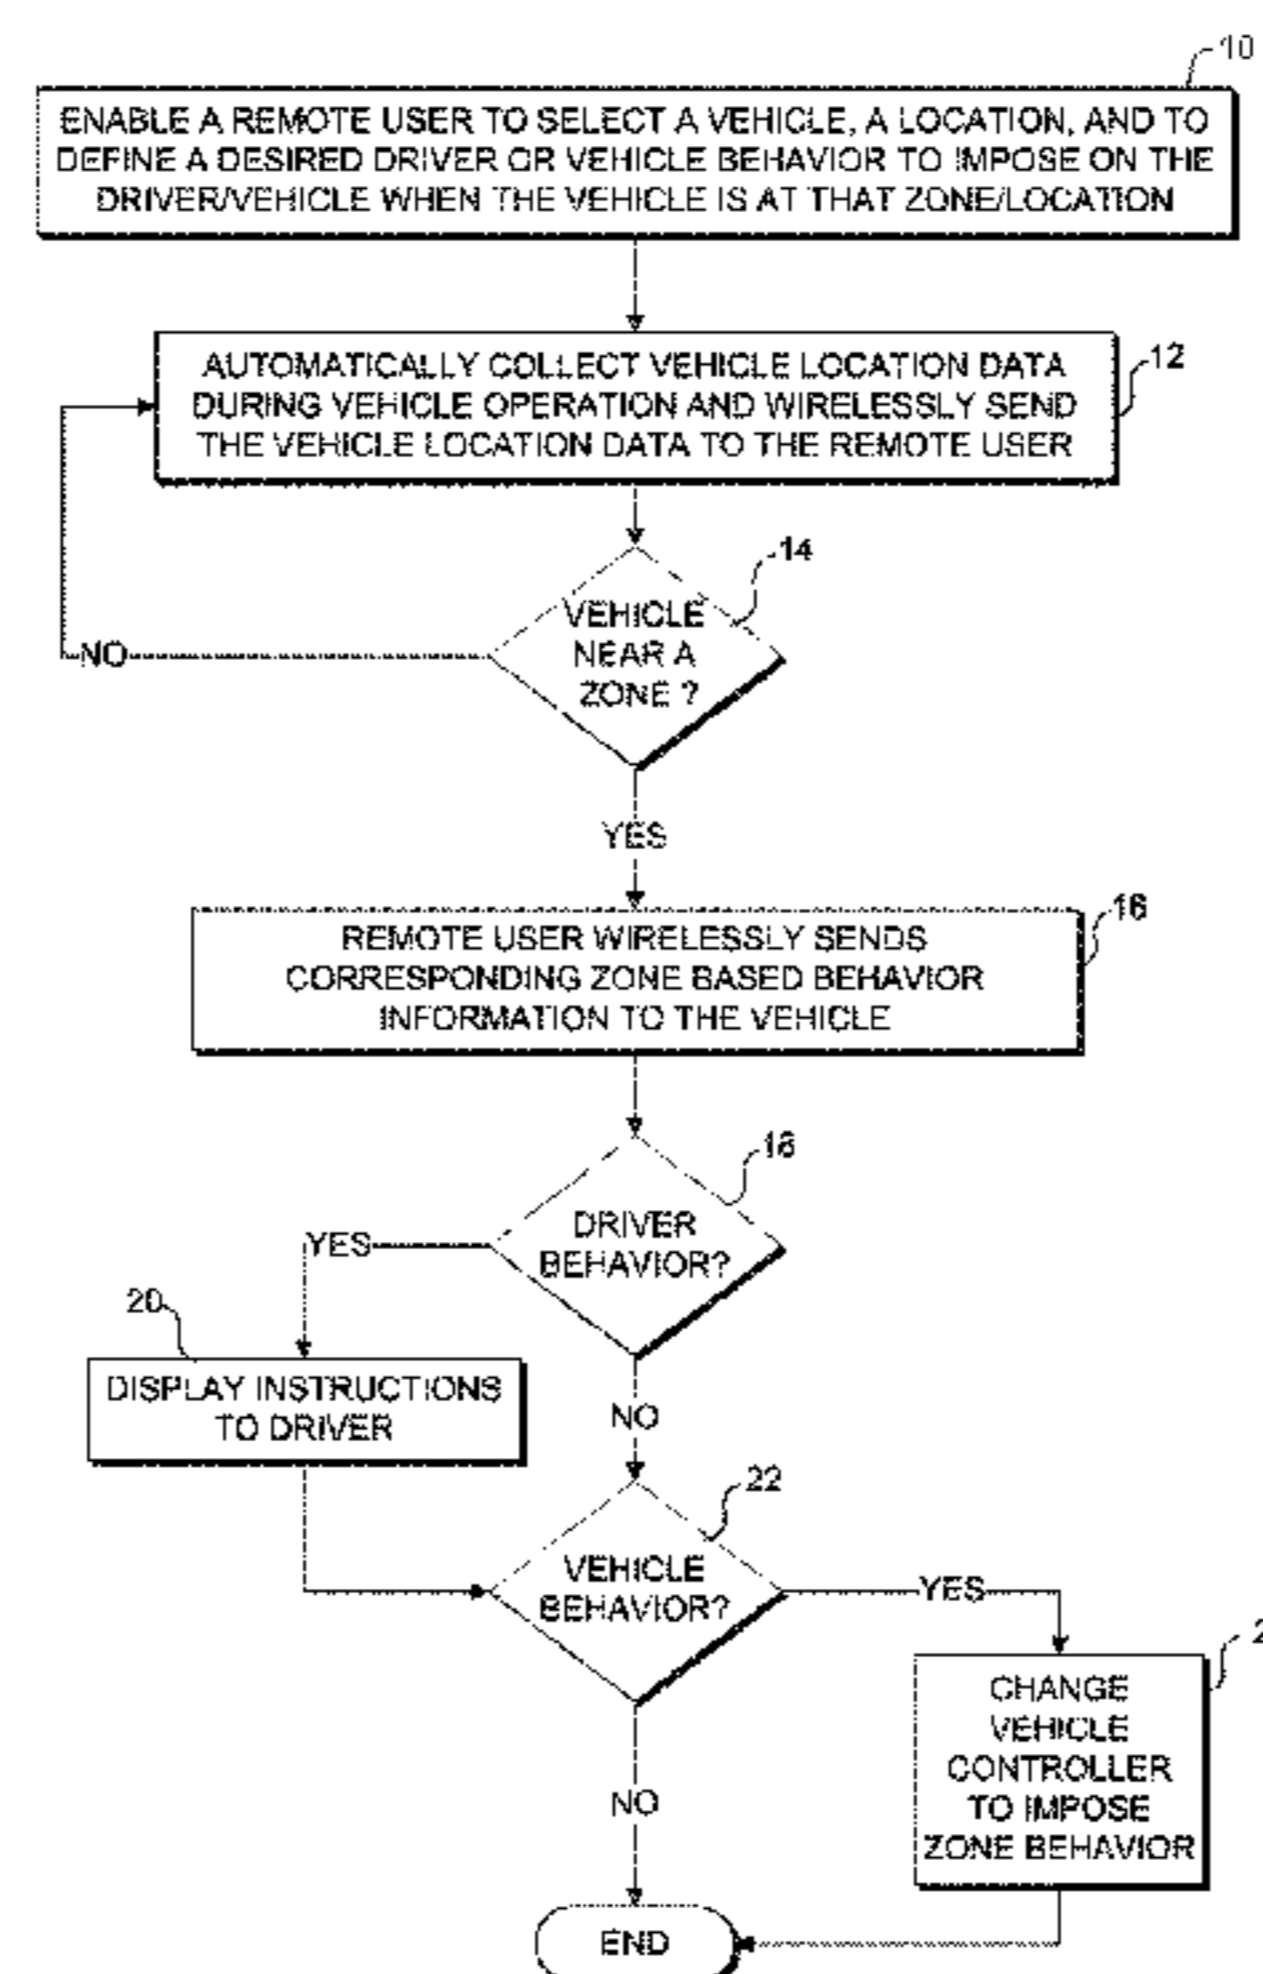 10
ENABLE A REMOTE USER TO SELECT A VEHICLE, A LOCATION, AND TO
DEFINE A DESIRED DRIVER OR VEHICLE BEHAVIOR TO IMPOSE ON THE
DRIVER/VEHICLE WHEN THE VEHICLE IS AT THAT ZONE/LOCATION
12
AUTOMATICALLY COLLECT VEHICLE LOCATION DATA
DURING VEHICLE OPERATION AND WIRELESSLY SEND
THE VEHICLE LOCATION DATA TO THE REMOTE USER
14
VEHICLE
NEAR A
ZONE ?
NO
YES
16
REMOTE USER WIRELESSLY SENDS
CORRESPONDING ZONE BASED BEHAVIOR
INFORMATION TO THE VEHICLE
18
DRIVER
BEHAVIOR?
YES
20
DISPLAY INSTRUCTIONS
TO DRIVER
NO
22
VEHICLE
BEHAVIOR?
YES
CHANGE
VEHICLE
CONTROLLER
TO IMPOSE
ZONE BEHAVIOR
NO
END